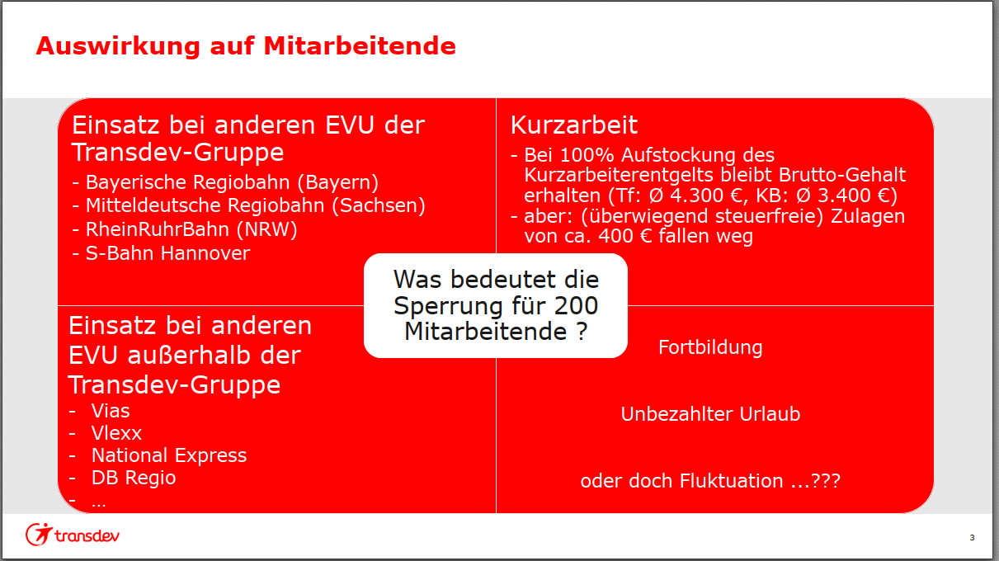 Auswirkung auf Mitarbeitende
Einsatz bei anderen EVU der
Transdev-Gruppe
- Bayerische Regiobahn (Bayern)
- Mitteldeutsche Regiobahn (Sachsen)
- RheinRuhrBahn (NRW)
- S-Bahn Hannover
Kurzarbeit
- Bei 100% Aufstockung des
Kurzarbeiterentgelts bleibt Brutto-Gehalt
erhalten (Tf: Ø 4.300 €, KB: Ø 3.400 €)
- aber: (überwiegend steuerfreie) Zulagen
von ca. 400 € fallen weg
Was bedeutet die
Sperrung für 200
Mitarbeitende ?
Einsatz bei anderen
EVU außerhalb der
Transdev-Gruppe
- Vias
- Vlexx
- National Express
- DB Regio
- ...
Fortbildung
Unbezahlter Urlaub
oder doch Fluktuation ...???
transdev
3